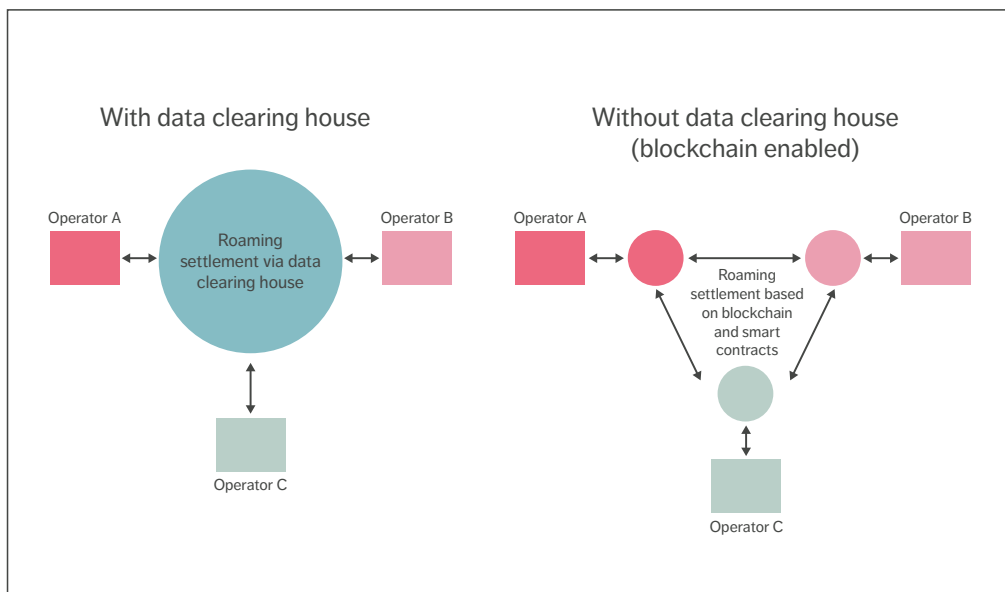 With data clearing house
Operator A
Roaming
settlement via data
clearing house
Operator B
Operator C
Without data clearing house
(blockchain enabled)
Operator A
Operator B
Roaming
settlement based
on blockchain
and smart
contracts
Operator C